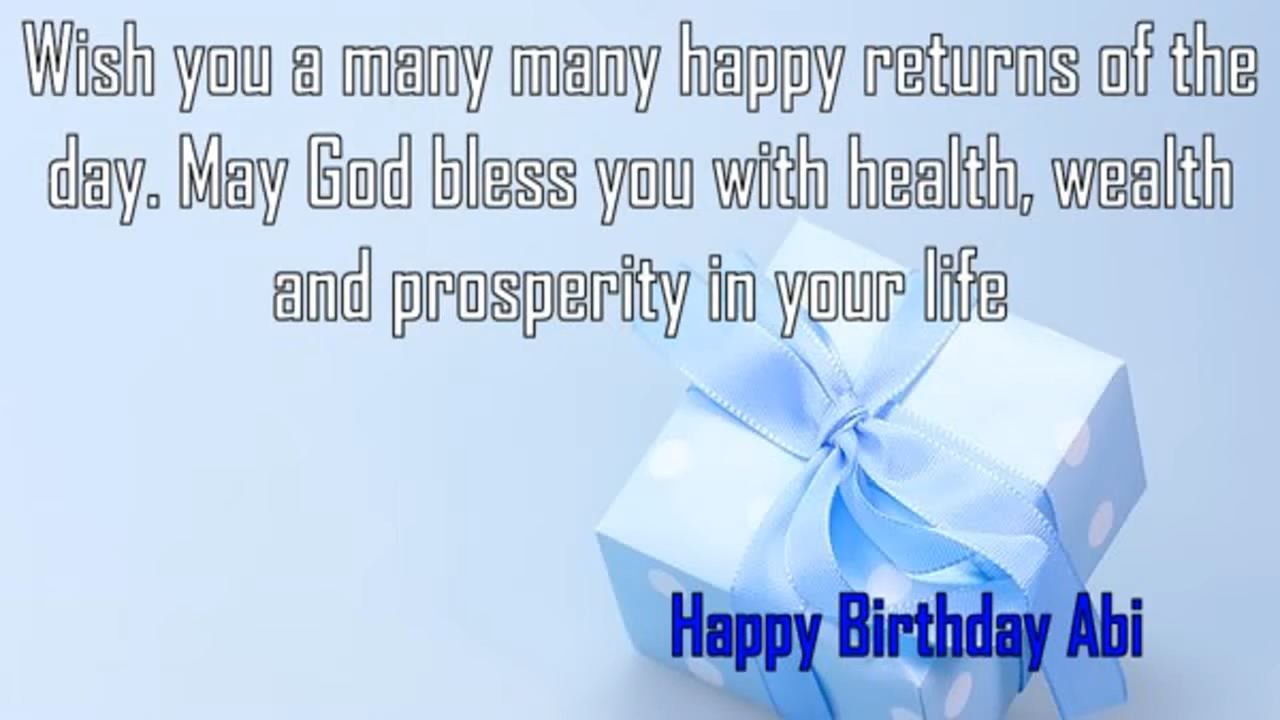 Wish you a many many happy returns of the
day. May God bless you with health, wealth
and prosperity in your life
Happy Birthday Abi